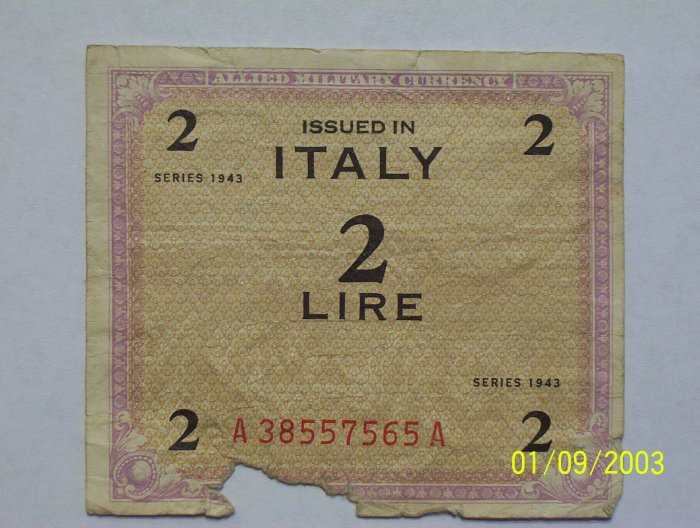 ALLIED MILITARY CURRENCY
2 ISSUED IN 2
ITALY
SERIES 1943
2
LIRE
SERIES 1943
2 A 38557565 A 2
01/09/2003